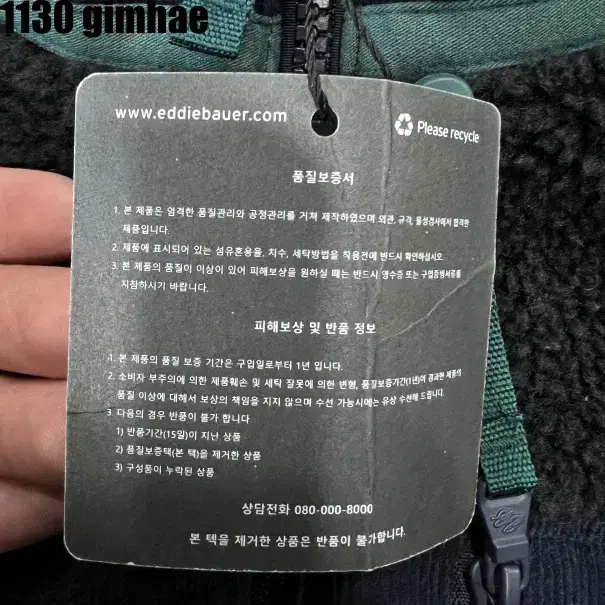 1130 gimhae
www.eddiebauer.com
Please recycle
품질보증서
1. 본 제품은 엄격한 품질관리와 공정관리를 거쳐 제작하였으며 외관, 규격, 물성검사에서 합격한
제품입니다.
2. 제품에 표시되어 있는 섬유혼용율, 치수, 세탁방법을 착용전에 반드시 확인하십시오.
3. 본 제품의 품질이 이상이 있어 피해보상을 원하실 때는 반드시 영수증 또는 구입증빙서류를
지참하시기 바랍니다.
피해보상 및 반품 정보
1. 본 제품의 품질 보증 기간은 구입일로부터 1년 입니다.
2. 소비자 부주의에 의한 제품훼손 및 세탁 잘못에 의한 변형, 품질보증기간(1년)이 경과한 제품의
품질 이상에 대해서 보상의 책임을 지지 않으며 수선 가능시에는 유상 수선해 드립니다.
3. 다음의 경우 반품이 불가 합니다
1) 반품기간(15일)이 지난 상품
2) 품질보증택(본 택)을 제거한 상품
3) 구성품이 누락된 상품
상담전화 080-000-8000
본 텍을 제거한 상품은 반품이 불가합니다.